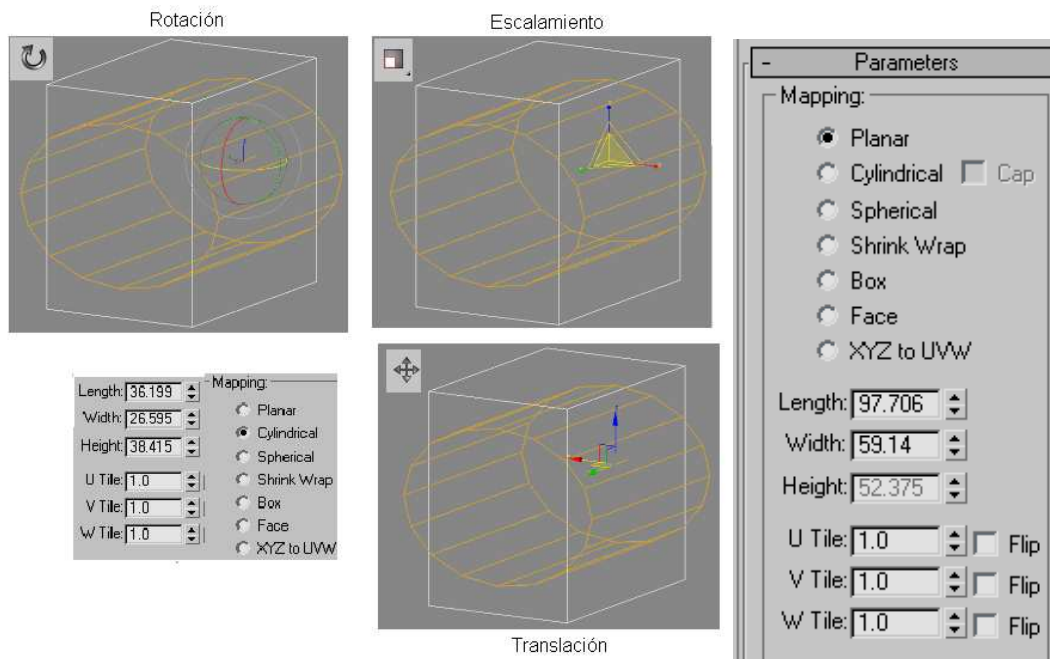 Rotación
Escalamiento
- Parameters
Mapping:
Planar
Cylindrical Cap
Spherical
Shrink Wrap
Box
Face
XYZ to UVW
Length: 97.706
Width: 59.14
Height: 52.375
U Tile: 1.0 Flip
V Tile: 1.0 Flip
W Tile: 1.0 Flip
Length: 36.199
Width: 26.595
Height: 38.415
U Tile: 1.0
V Tile: 1.0
W Tile: 1.0
Mapping:
Planar
Cylindrical
Spherical
Shrink Wrap
Box
Face
XYZ to UVW
Translación